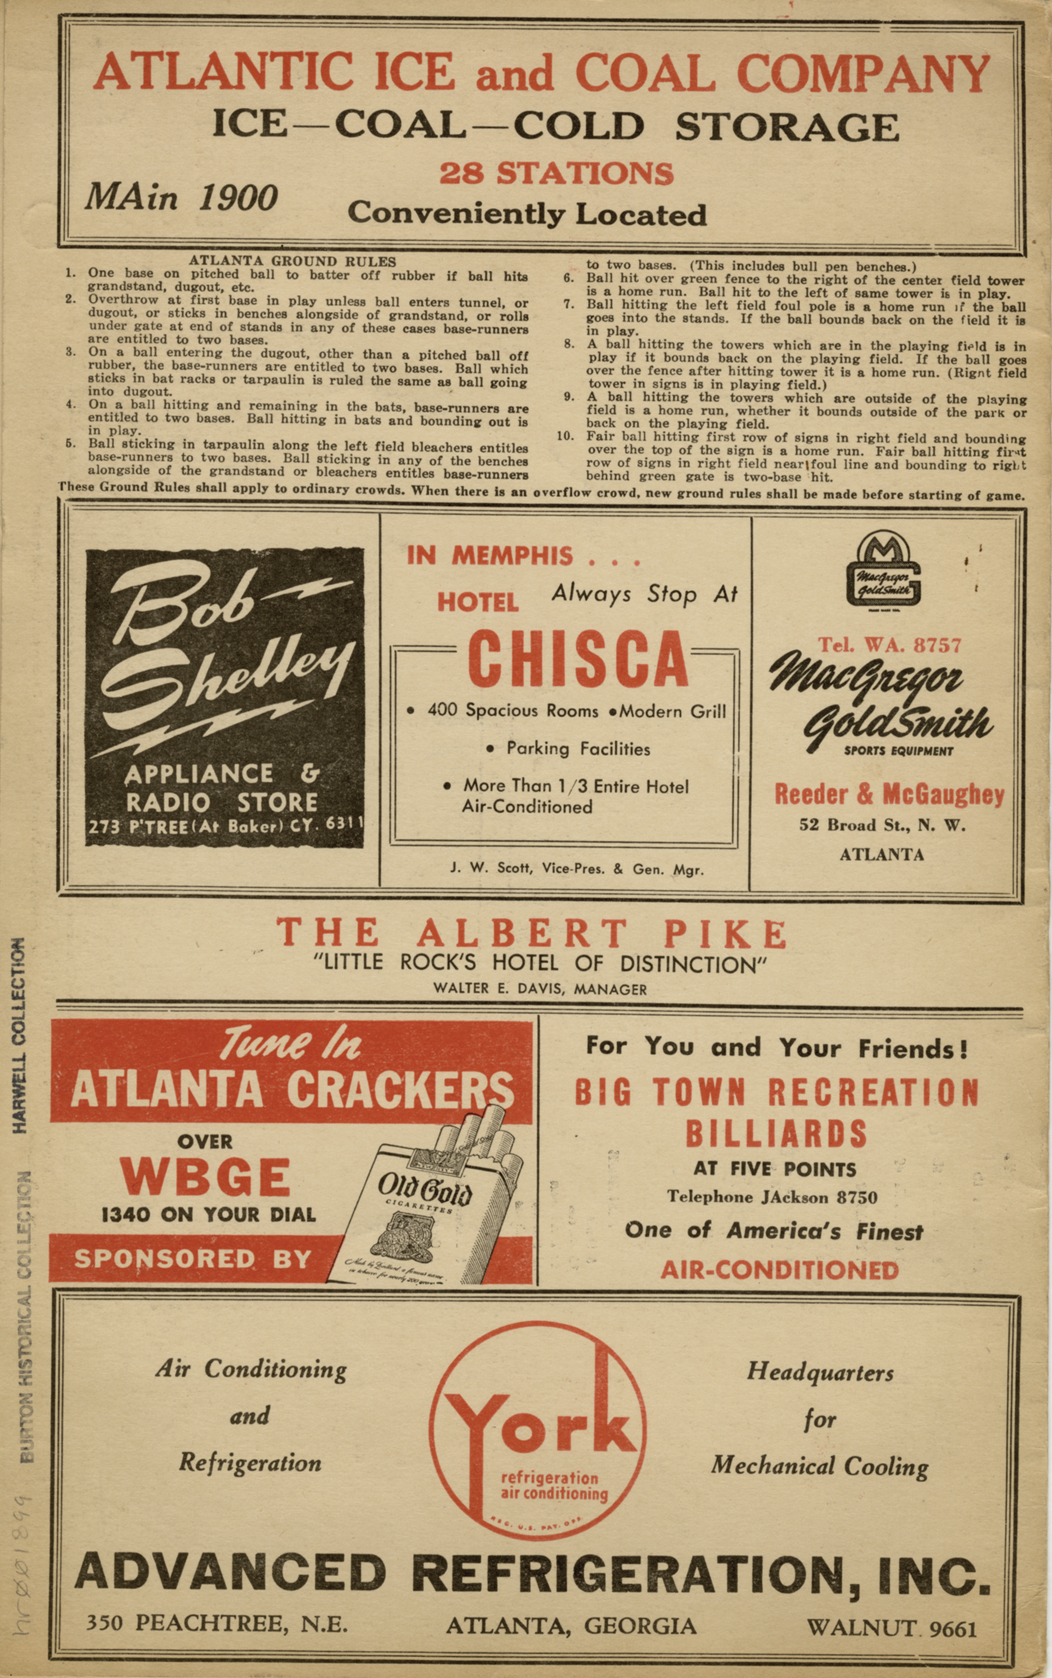 ATLANTIC ICE and COAL COMPANY
ICE—COAL—COLD STORAGE
28 STATIONS
MAin 1900
Conveniently Located
ATLANTA GROUND RULES
1. One base on pitched ball to batter off rubber if ball hits
grandstand, dugout, etc.
2. Overthrow at first base in play unless ball enters tunnel, or
dugout, or sticks in benches alongside of grandstand, or rolls
under gate at end of stands in any of these cases base-runners
are entitled to two bases.
3. On a ball entering the dugout, other than a pitched ball off
rubber, the base-runners are entitled to two bases. Ball which
sticks in bat racks or tarpaulin is ruled the same as ball going
into dugout.
4. On a ball hitting and remaining in the bats, base-runners are
entitled to two bases. Ball hitting in bats and bounding out is
in play.
5. Ball sticking in tarpaulin along the left field bleachers entitles
base-runners to two bases. Ball sticking in any of the benches
alongside of the grandstand or bleachers entitles base-runners
to two bases. (This includes bull pen benches.)
6. Ball hit over green fence to the right of the center field tower
is a home run. Ball hit to the left of same tower is in play.
7. Ball hitting the left field foul pole is a home run if the ball
goes into the stands. If the ball bounds back on the field it is
in play.
8. A ball hitting the towers which are in the playing field is in
play if it bounds back on the playing field. If the ball goes
over the fence after hitting tower it is a home run. (Right field
tower in signs is in playing field.)
9. A ball hitting the towers which are outside of the playing
field is a home run, whether it bounds outside of the park or
back on the playing field.
10. Fair ball hitting first row of signs in right field and bounding
over the top of the sign is a home run. Fair ball hitting first
row of signs in right field near foul line and bounding to right
behind green gate is two-base hit.
These Ground Rules shall apply to ordinary crowds. When there is an overflow crowd, new ground rules shall be made before starting of game.
Bob
Shelley
APPLIANCE &
RADIO STORE
273 P'TREE (At Baker) CY. 6311
IN MEMPHIS . . .
HOTEL Always Stop At
CHISCA
• 400 Spacious Rooms • Modern Grill
• Parking Facilities
• More Than 1/3 Entire Hotel
Air-Conditioned
J. W. Scott, Vice-Pres. & Gen. Mgr.
M
MacGregor
GoldSmith
Tel. WA. 8757
MacGregor
GoldSmith
SPORTS EQUIPMENT
Reeder & McGaughey
52 Broad St., N. W.
ATLANTA
THE ALBERT PIKE
"LITTLE ROCK'S HOTEL OF DISTINCTION"
WALTER E. DAVIS, MANAGER
Tune In
ATLANTA CRACKERS
OVER
WBGE
1340 ON YOUR DIAL
SPONSORED BY
Old Gold
CIGARETTES
For You and Your Friends!
BIG TOWN RECREATION
BILLIARDS
AT FIVE POINTS
Telephone JAckson 8750
One of America's Finest
AIR-CONDITIONED
Air Conditioning
and
Refrigeration
York
refrigeration
air conditioning
REG. U.S. PAT. OFF.
Headquarters
for
Mechanical Cooling
ADVANCED REFRIGERATION, INC.
350 PEACHTREE, N.E. ATLANTA, GEORGIA WALNUT 9661
BURTON HISTORICAL COLLECTION HARWELL COLLECTION
hr001899